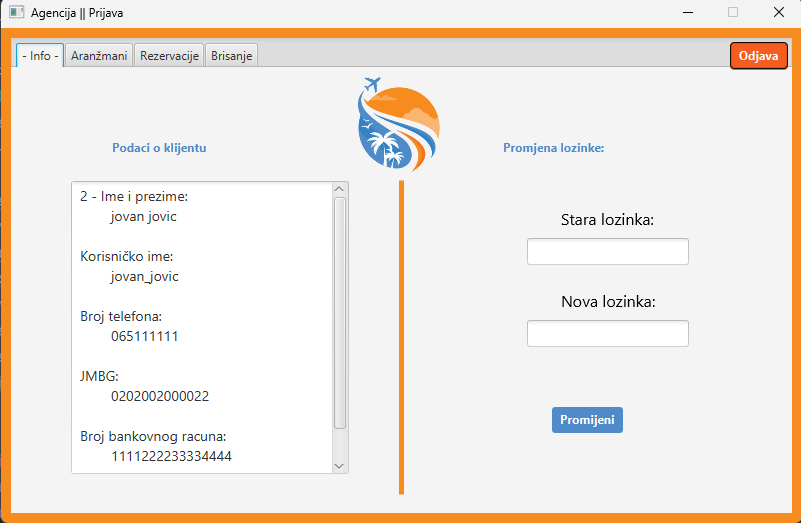 Agencija || Prijava
- Info -
Aranžmani
Rezervacije
Brisanje
Odjava
Podaci o klijentu
2 - Ime i prezime:
jovan jovic
Korisničko ime:
jovan_jovic
Broj telefona:
065111111
JMBG:
0202002000022
Broj bankovnog racuna:
1111222233334444
Promjena lozinke:
Stara lozinka:
Nova lozinka:
Promijeni